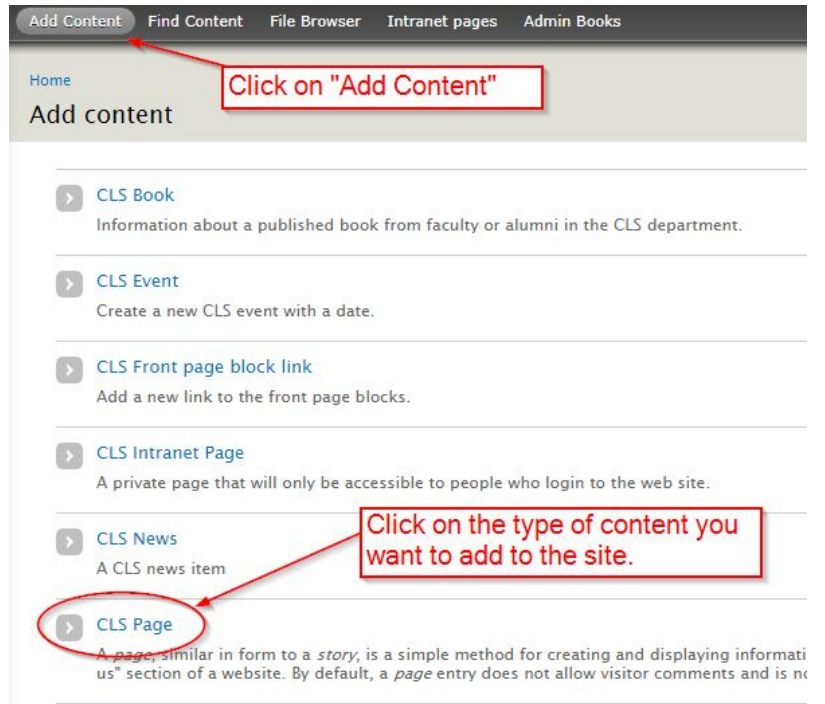 Add Content Find Content File Browser Intranet pages Admin Books
Home
Click on "Add Content"
Add content
CLS Book
Information about a published book from faculty or alumni in the CLS department.
CLS Event
Create a new CLS event with a date.
CLS Front page block link
Add a new link to the front page blocks.
CLS Intranet Page
A private page that will only be accessible to people who login to the web site.
Click on the type of content you
want to add to the site.
CLS News
A CLS news item
CLS Page
A page, similar in form to a story, is a simple method for creating and displaying informati
us" section of a website. By default, a page entry does not allow visitor comments and is